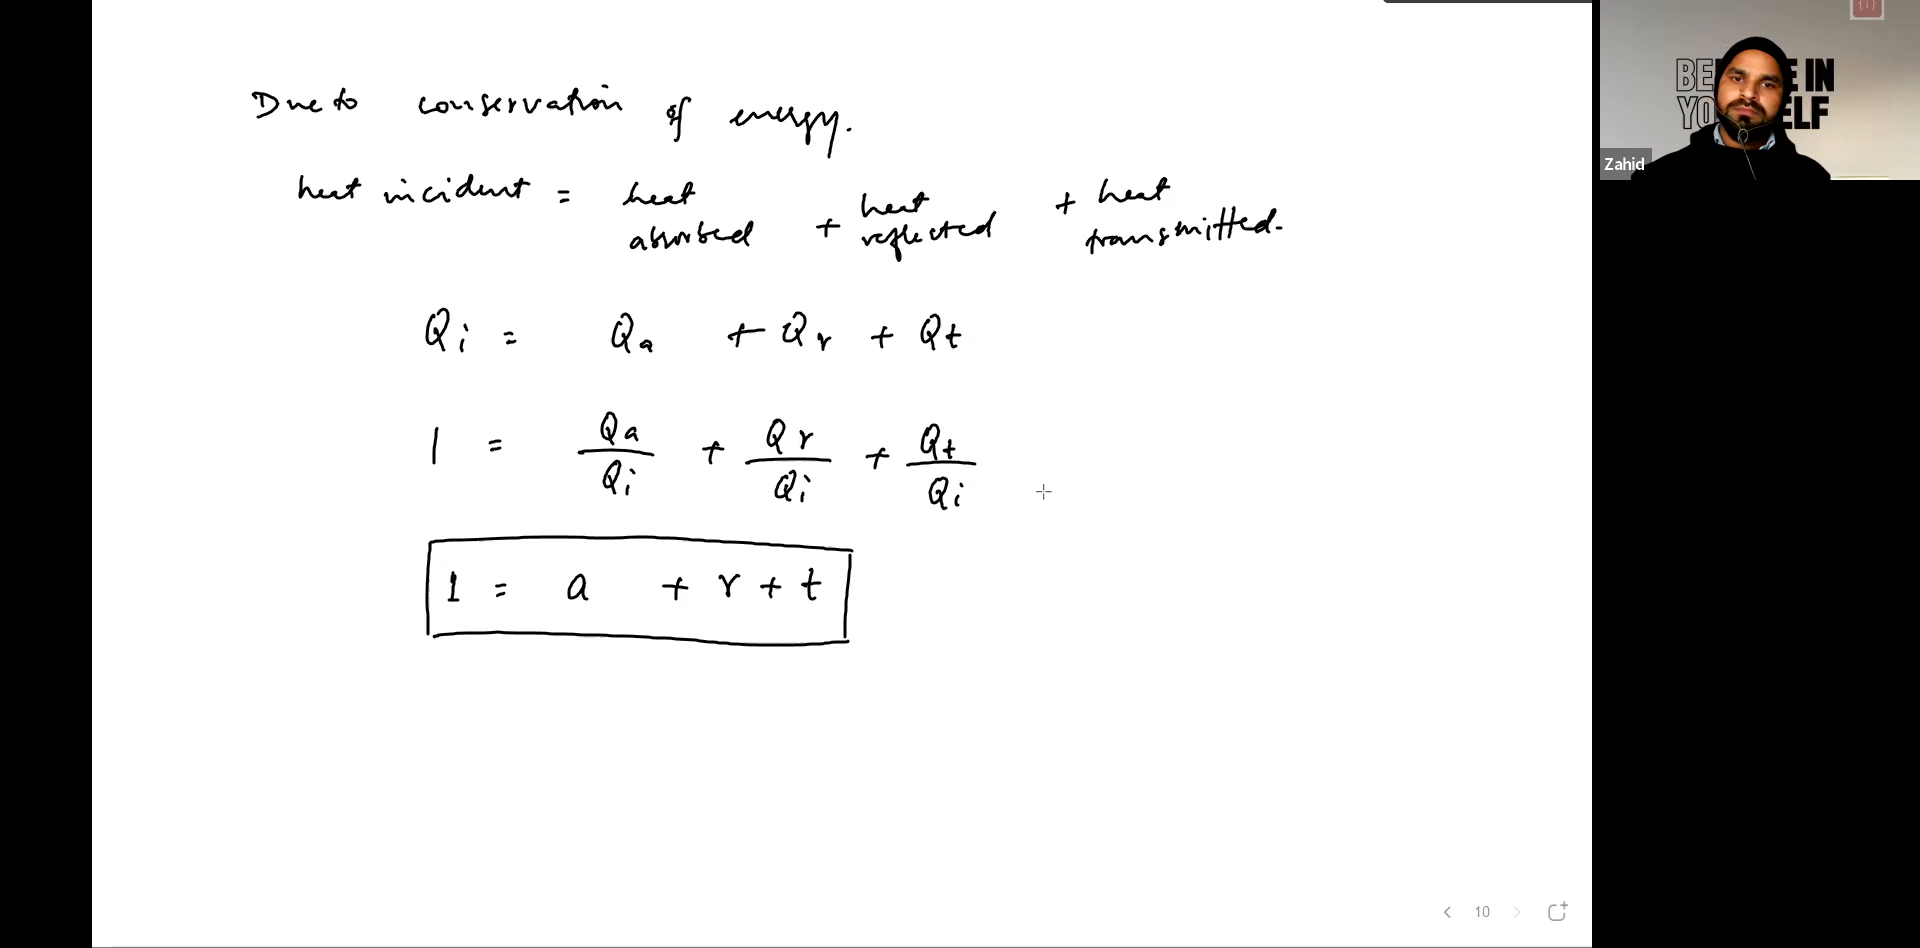 Due to conservation of energy.
heat incident = heat absorbed + heat reflected + heat transmitted.
Qi = Qa + Qr + Qt
1 = Qa/Qi + Qr/Qi + Qt/Qi
1 = a + r + t
10
Zahid